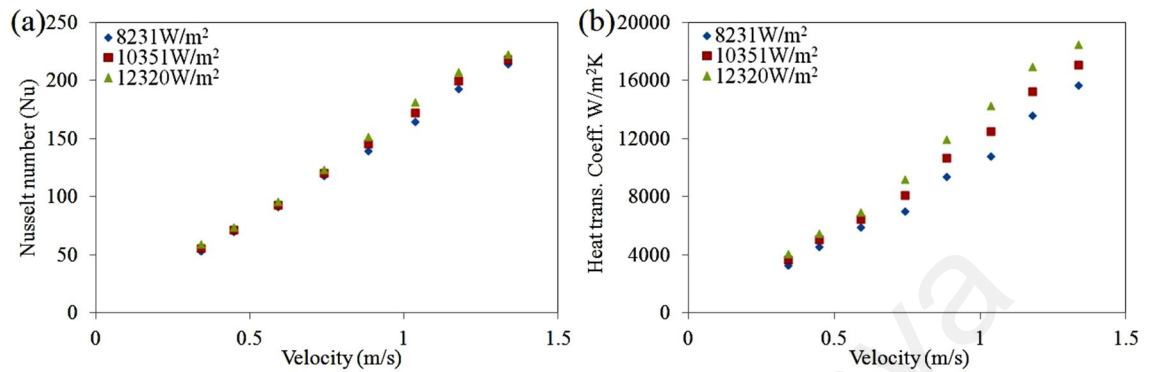 (a)
250
200
150
100
50
0
Nusselt number (Nu)
8231W/m²
10351W/m²
12320W/m²
0
0.5
1
1.5
Velocity (m/s)
(b)
20000
16000
12000
8000
4000
0
Heat trans. Coeff. W/m²K
8231W/m²
10351W/m²
12320W/m²
0
0.5
1
1.5
Velocity (m/s)